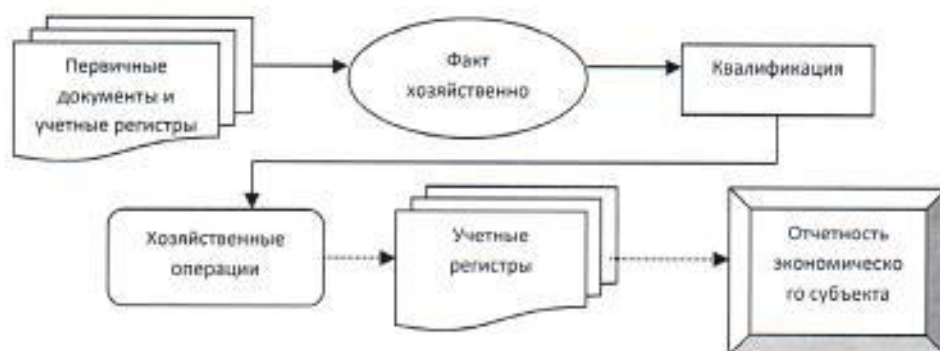 Первичные
документы и
учетные регистры
Факт
хозяйственно
Квалификация
Хозяйственные
операции
Учетные
регистры
Отчетность
экономическо
го субъекта